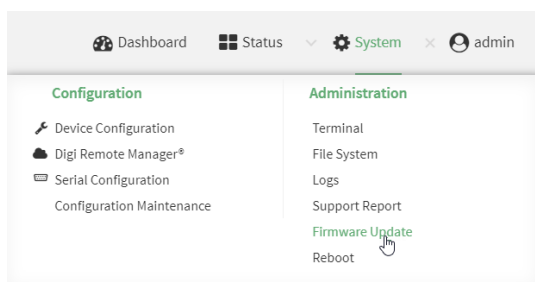 Dashboard Status System admin
Configuration
Device Configuration
Digi Remote Manager®
Serial Configuration
Configuration Maintenance
Administration
Terminal
File System
Logs
Support Report
Firmware Update
Reboot